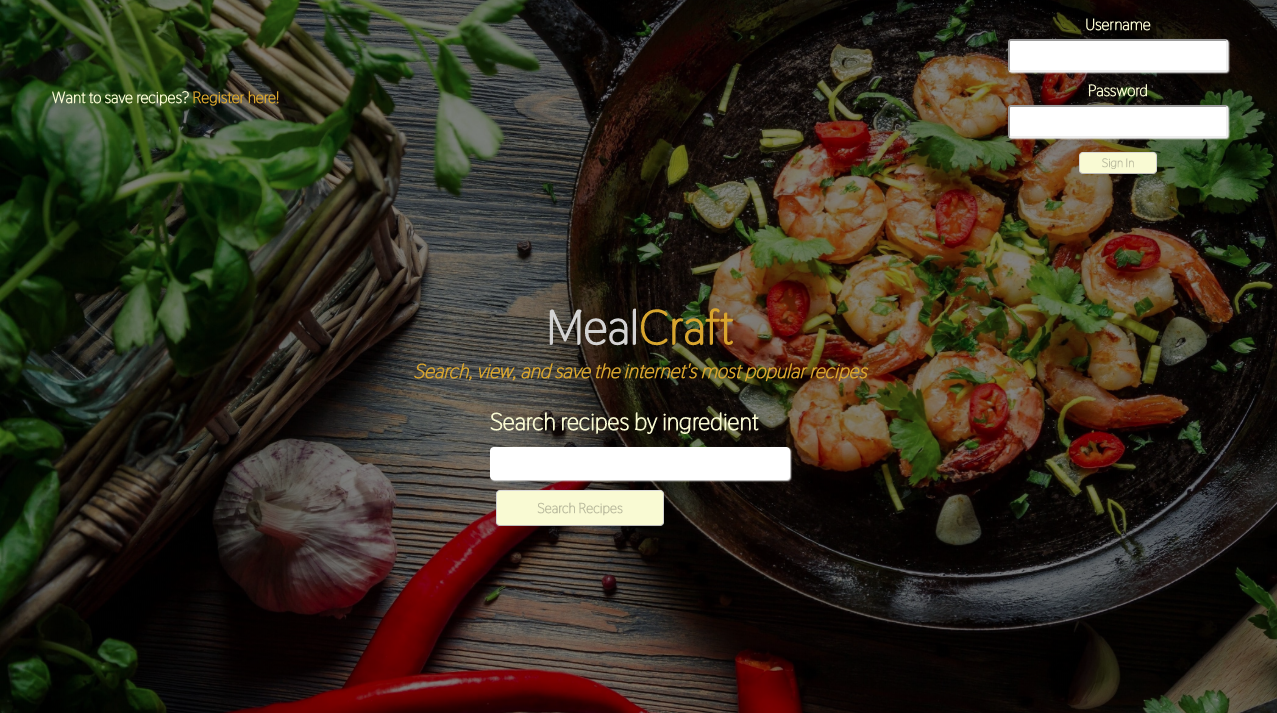 Username
Password
Sign In
Want to save recipes? Register here!
MealCraft
Search, view, and save the internet's most popular recipes
Search recipes by ingredient
Search Recipes